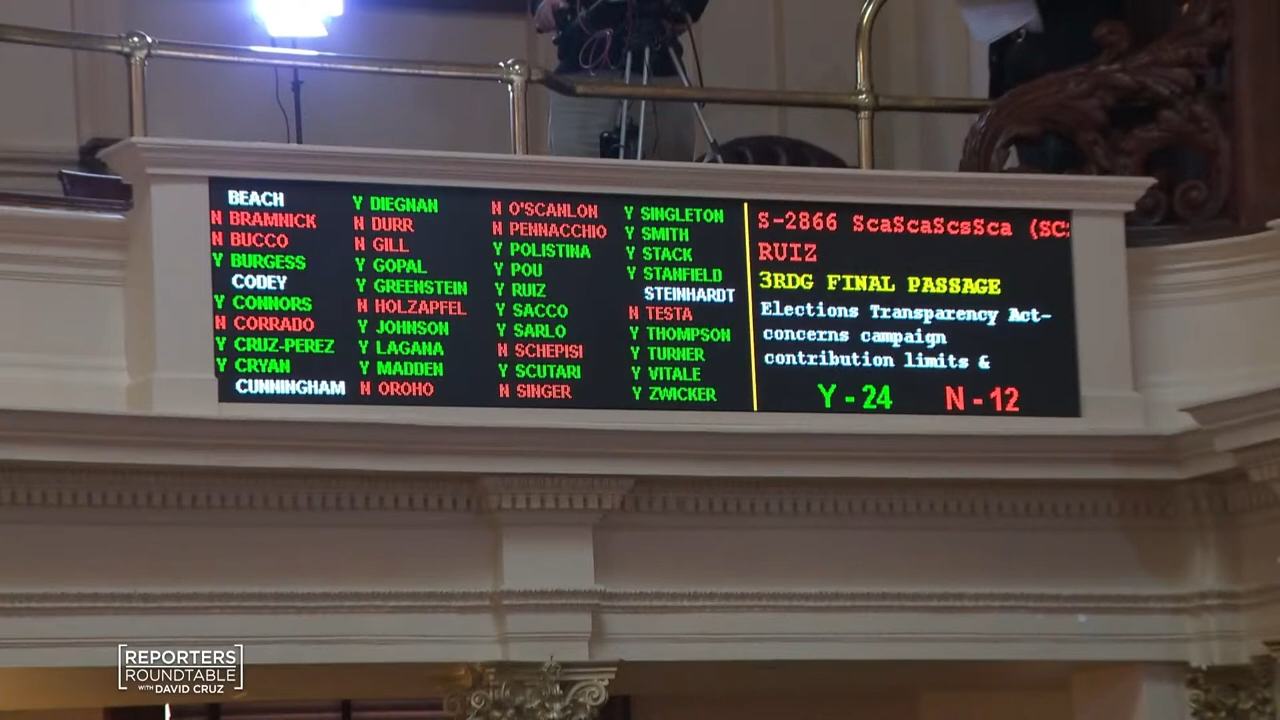 BEACH
N BRAMNICK
N BUCCO
Y BURGESS
CODEY
Y CONNORS
N CORRADO
Y CRUZ-PEREZ
Y CRYAN
CUNNINGHAM
Y DIEGNAN
N DURR
N GILL
Y GOPAL
Y GREENSTEIN
N HOLZAPFEL
Y JOHNSON
Y LAGANA
Y MADDEN
N OROHO
N O'SCANLON
N PENNACCHIO
Y POLISTINA
Y POU
Y RUIZ
Y SACCO
Y SARLO
N SCHEPISI
Y SCUTARI
N SINGER
Y SINGLETON
Y SMITH
Y STACK
Y STANFIELD
STEINHARDT
N TESTA
Y THOMPSON
Y TURNER
Y VITALE
Y ZWICKER
S-2866 ScaScaScsSca (SC
RUIZ
3RDG FINAL PASSAGE
Elections Transparency Act-
concerns campaign
contribution limits &
Y - 24 N - 12
REPORTERS
ROUNDTABLE
WITH DAVID CRUZ